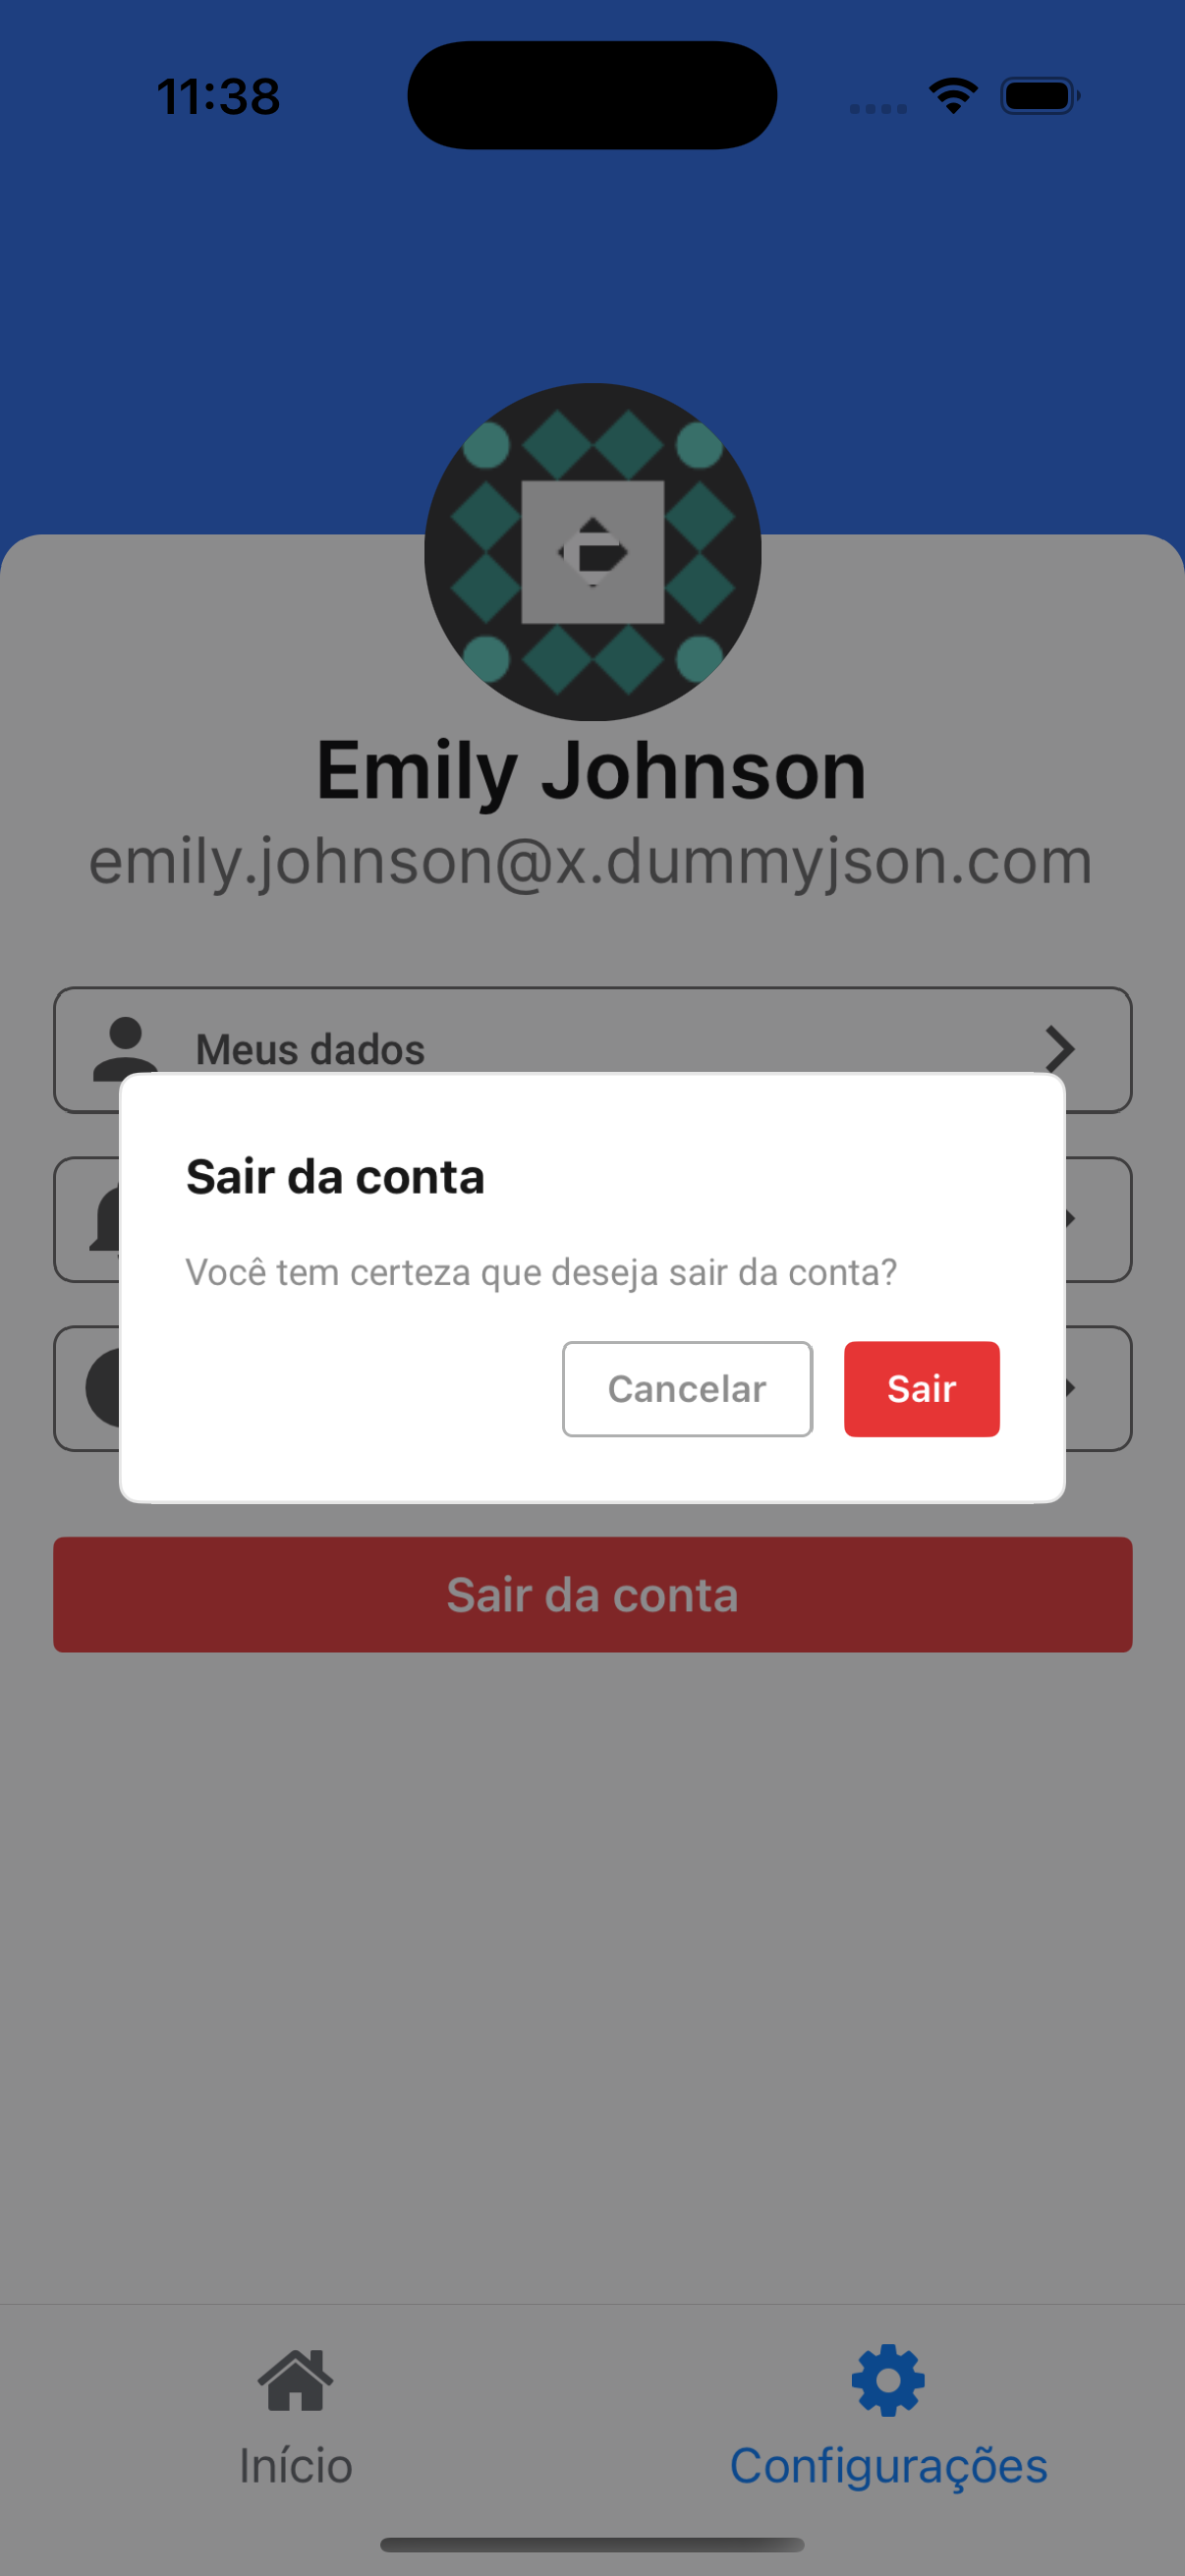 11:38
Emily Johnson
emily.johnson@x.dummyjson.com
Meus dados
Sair da conta
Você tem certeza que deseja sair da conta?
Cancelar
Sair
Sair da conta
Início
Configurações